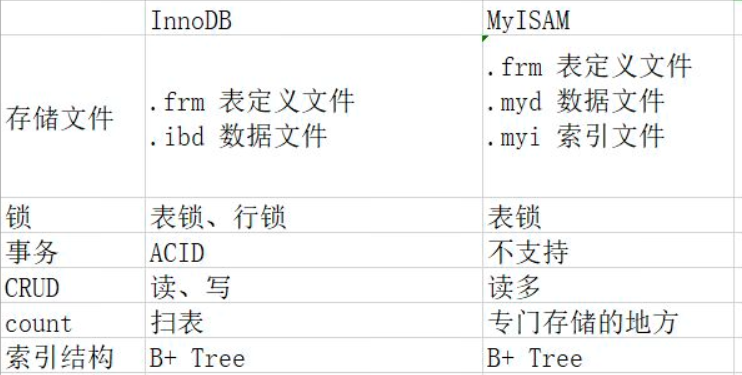 InnoDB MyISAM
存储文件 .frm 表定义文件 .frm 表定义文件
.ibd 数据文件 .myd 数据文件
.myi 索引文件
锁 表锁、行锁 表锁
事务 ACID 不支持
CRUD 读、写 读多
count 扫表 专门存储的地方
索引结构 B+ Tree B+ Tree